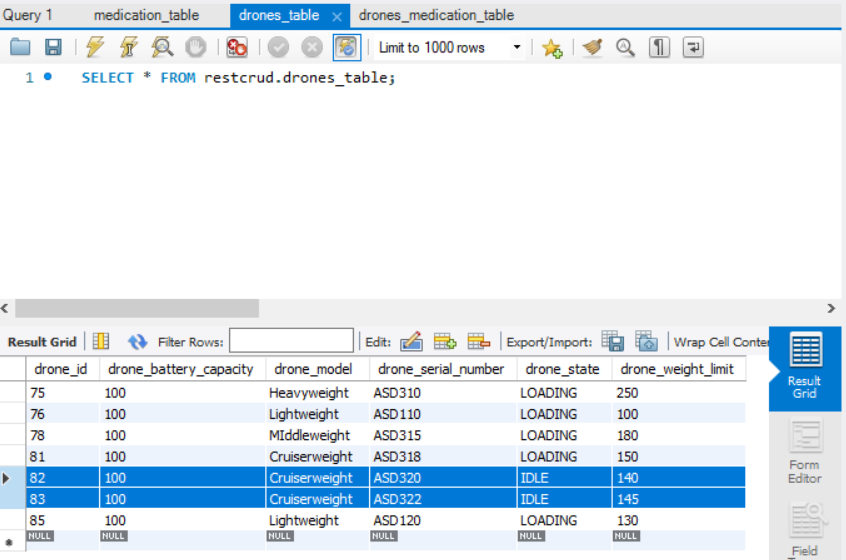 Query 1 medication_table drones_table drones_medication_table
Limit to 1000 rows
1 SELECT * FROM restcrud.drones_table;
Result Grid Filter Rows: Edit: Export/Import: Wrap Cell Conten
drone_id drone_battery_capacity drone_model drone_serial_number drone_state drone_weight_limit
75 100 Heavyweight ASD310 LOADING 250
76 100 Lightweight ASD110 LOADING 100
78 100 MIddleweight ASD315 LOADING 180
81 100 Cruiserweight ASD318 LOADING 150
82 100 Cruiserweight ASD320 IDLE 140
83 100 Cruiserweight ASD322 IDLE 145
85 100 Lightweight ASD120 LOADING 130
NULL NULL NULL NULL NULL NULL
Result
Grid
Form
Editor
Field